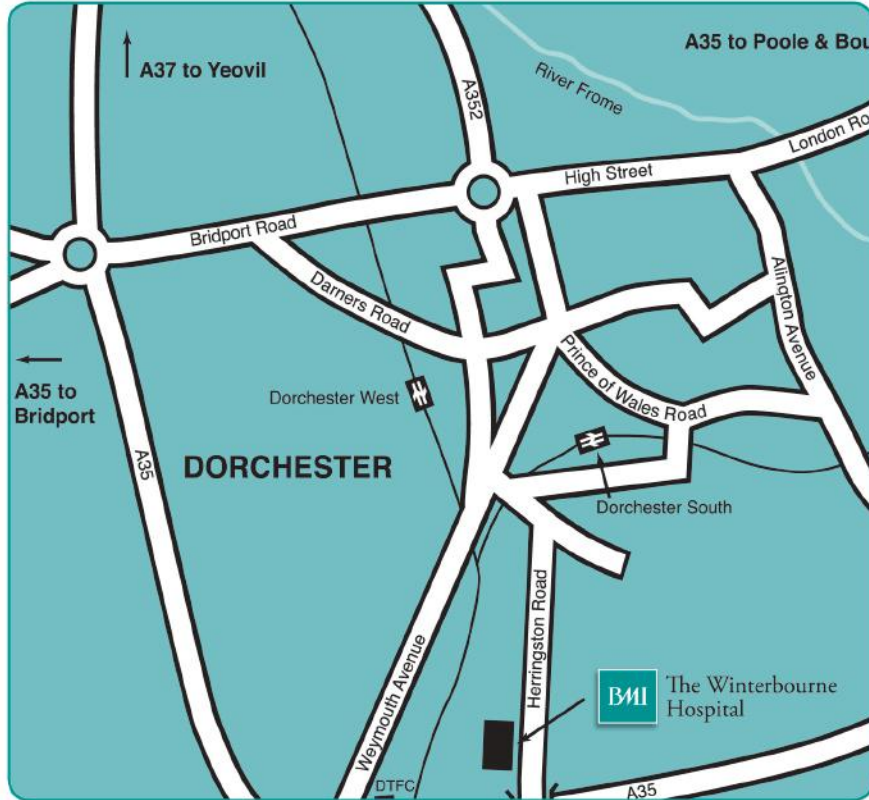 A37 to Yeovil
A352
River Frome
A35 to Poole & Bou
London Ro
High Street
Bridport Road
Darners Road
Alington Avenue
A35 to
Bridport
Dorchester West
Prince of Wales Road
A35
DORCHESTER
Dorchester South
Herrington Road
Weymouth Avenue
BMI
The Winterbourne
Hospital
DTFC
A35